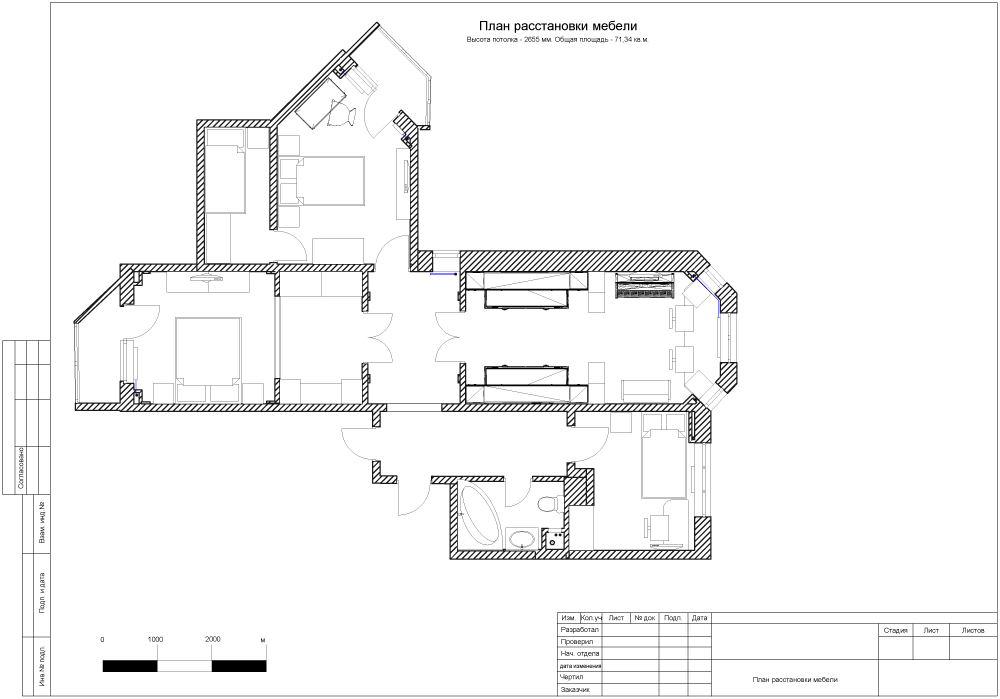 План расстановки мебели
Высота потолка - 2655 мм. Общая площадь - 71,34 кв.м.
Согласовано
Взам. инд №
Подп. и дата
Инв.№ подл.
0 1000 2000 м
Изм. Кол.уч Лист № док Подп. Дата
Разработал
Проверил
Нач. отдела
дата изменения
Чертил
Заказчик
Стадия Лист Листов
План расстановки мебели